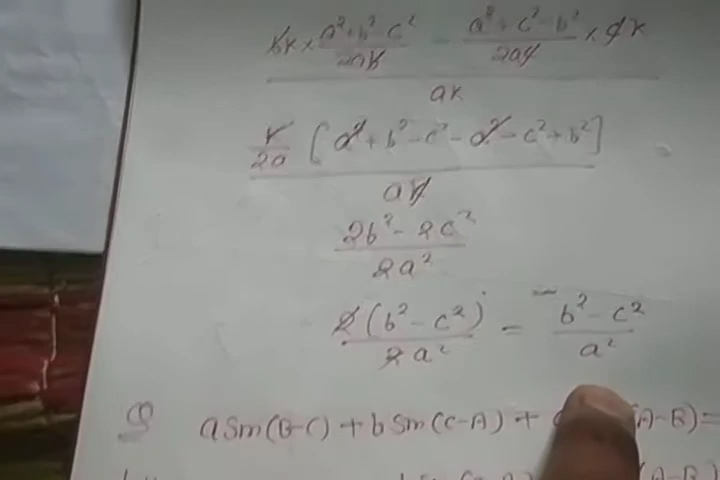 bk × (a² + b² - c²)/(2ab) - (a² + c² - b²)/(2ac) × ck
ak
k/2a [a² + b² - c² - a² - c² + b²]
ak
2b² - 2c²
2a²
2(b² - c²)/2a² = b² - c²/a²
Q a Sin(B-C) + b Sin(C-A) + (A-B) =
(A-B)